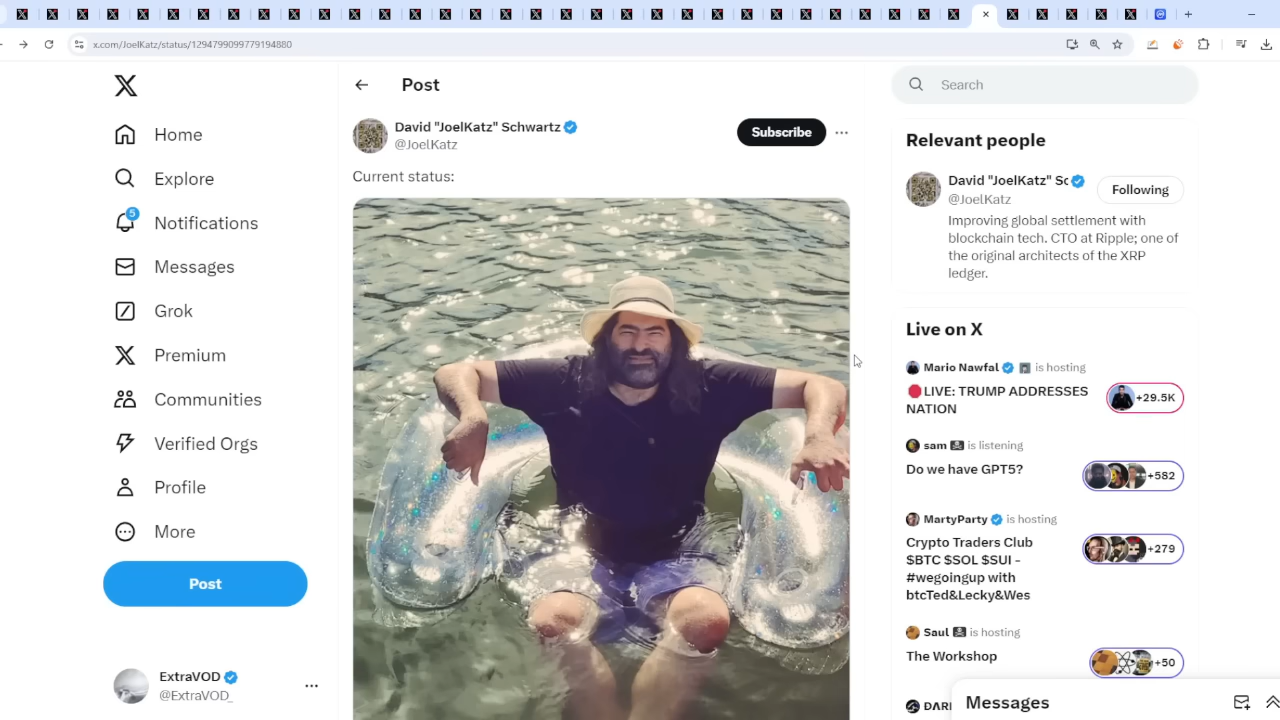 x.com/JoelKatz/status/1294799099779194880
Home
Explore
5
Notifications
Messages
Grok
Premium
Communities
Verified Orgs
Profile
More
Post
ExtraVOD
@ExtraVOD_
Post
David "JoelKatz" Schwartz
@JoelKatz
Subscribe
Current status:
Search
Relevant people
David "JoelKatz" Sc
@JoelKatz
Following
Improving global settlement with
blockchain tech. CTO at Ripple; one of
the original architects of the XRP
ledger.
Live on X
Mario Nawfal is hosting
LIVE: TRUMP ADDRESSES
NATION
+29.5K
sam is listening
Do we have GPT5?
+582
MartyParty is hosting
Crypto Traders Club
$BTC $SOL $SUI -
#wegoingup with
btcTed&Lecky&Wes
+279
Saul is hosting
The Workshop
+50
Messages